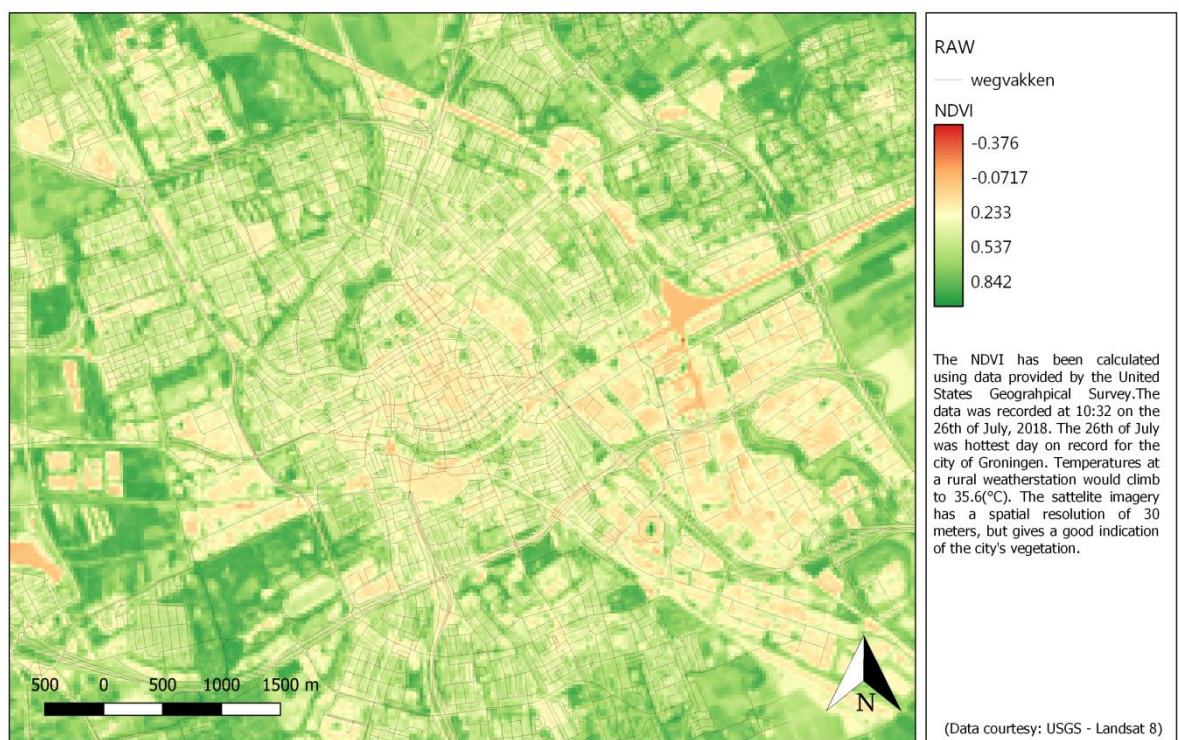 RAW
wegvakken
NDVI
-0.376
-0.0717
0.233
0.537
0.842
The NDVI has been calculated
using data provided by the United
States Geograhpical Survey.The
data was recorded at 10:32 on the
26th of July, 2018. The 26th of July
was hottest day on record for the
city of Groningen. Temperatures at
a rural weatherstation would climb
to 35.6(°C). The sattelite imagery
has a spatial resolution of 30
meters, but gives a good indication
of the city's vegetation.
500 0 500 1000 1500 m
N
(Data courtesy: USGS - Landsat 8)